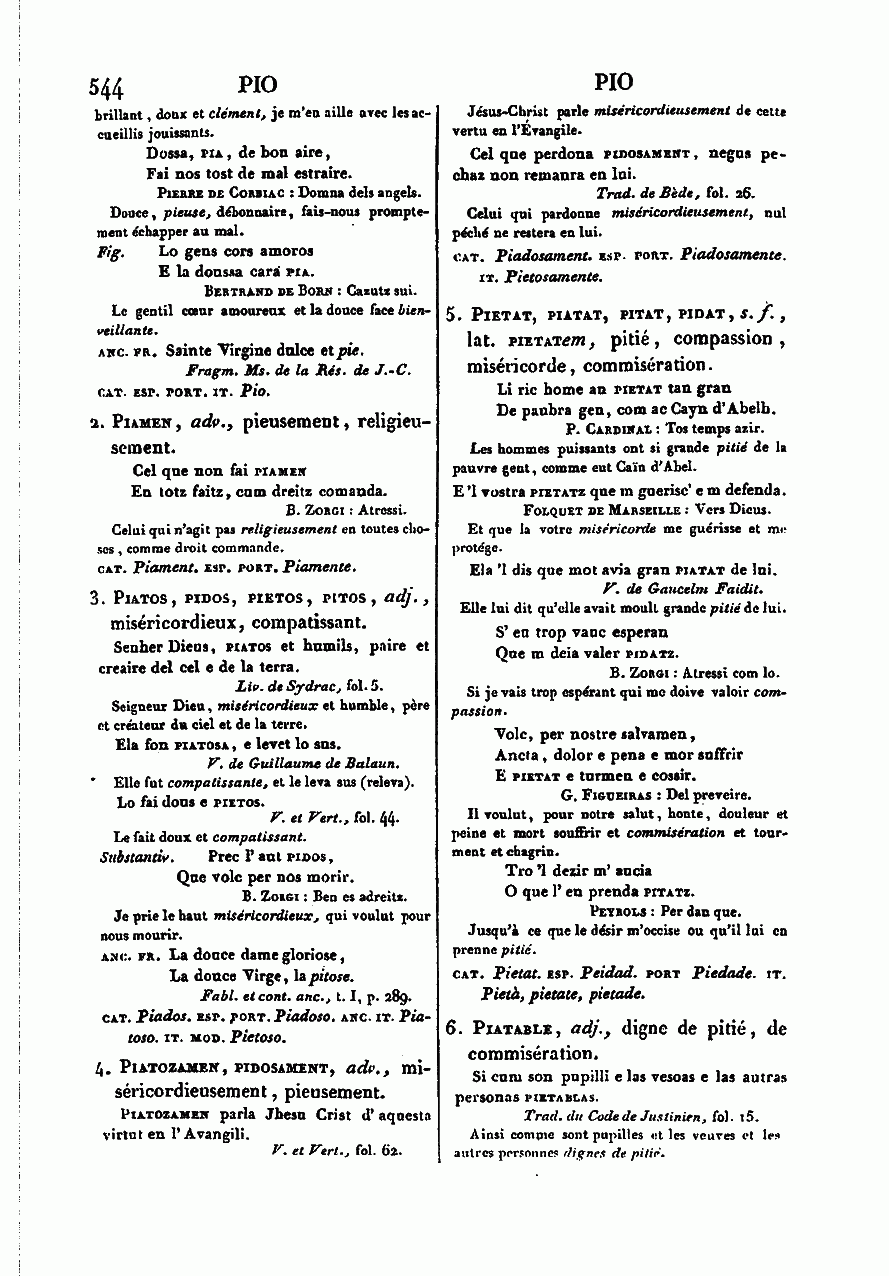 544 PIO PIO
brillant, doux et clément, je m'en aille avec les ac-
cueillis jouissants.
Dossa, PIA, de bon aire,
Fai nos tost de mal estraire.
PIERRE DE CORBIAC : Domna dels angels.
Douce, pieuse, débonnaire, fais-nous prompte-
ment échapper au mal.
Fig. Lo gens cors amoros
E la doussa cara PIA.
BERTRAND DE BORN : Cazutz sui.
Le gentil cœur amoureux et la douce face bien-
veillante.
ANC. FR. Sainte Virgine dulce et pie.
Fragm. Ms. de la Rés. de J.-C.
CAT. ESP. PORT. IT. Pio.
2. PIAMEN, adv., pieusement, religieu-
sement.
Cel que non fai PIAMEN
En totz faitz, cum dreitz comanda.
B. ZORGI : Atressi.
Celui qui n'agit pas religieusement en toutes cho-
ses, comme droit commande.
CAT. Piament. ESP. PORT. Piamente.
3. PIATOS, PIDOS, PIETOS, PITOS, adj.,
miséricordieux, compatissant.
Senher Dieus, PIATOS et humils, paire et
creaire del cel e de la terra.
Liv. de Sydrac, fol. 5.
Seigneur Dieu, miséricordieux et humble, père
et créateur du ciel et de la terre.
Ela fon PIATOSA, e levet lo sus.
V. de Guillaume de Balaun.
Elle fut compatissante, et le leva sus (releva).
Lo fai dous e PIETOS.
V. et Vert., fol. 44.
Le fait doux et compatissant.
Substantiv. Prec l'aut PIDOS,
Que volc per nos morir.
B. ZORGI : Ben es adreitz.
Je prie le haut miséricordieux, qui voulut pour
nous mourir.
ANC. FR. La douce dame gloriose,
La douce Virge, la pitose.
Fabl. et cont. anc., t. I, p. 289.
CAT. Piados. ESP. PORT. Piadoso. ANC. IT. Pia-
toso. IT. MOD. Pietoso.
4. PIATOZAMEN, PIDOSAMENT, adv., mi-
séricordieusement, pieusement.
PIATOZAMEN parla Jhesu Crist d'aquesta
virtut en l'Avangili.
V. et Vert., fol. 62.
Jésus-Christ parle miséricordieusement de cette
vertu en l'Évangile.
Cel que perdona PIDOSAMENT, negus pe-
chaz non remanra en lui.
Trad. de Bède, fol. 26.
Celui qui pardonne miséricordieusement, nul
péché ne restera en lui.
CAT. Piadosament. ESP. PORT. Piadosamente.
IT. Pietosamente.
5. PIETAT, PIATAT, PITAT, PIDAT, s. f.,
lat. PIETATem, pitié, compassion,
miséricorde, commisération.
Li ric home an PIETAT tan gran
De paubra gen, com ac Cayn d'Abelh.
P. CARDINAL : Tos temps azir.
Les hommes puissants ont si grande pitié de la
pauvre gent, comme eut Caïn d'Abel.
E 'l vostra PIETATZ que m guerisc' e m defenda.
FOLQUET DE MARSEILLE : Vers Dieus.
Et que la votre miséricorde me guérisse et me
protége.
Ela 'l dis que mot avia gran PIATAT de lui.
V. de Gaucelm Faidit.
Elle lui dit qu'elle avait moult grande pitié de lui.
S'en trop vauc esperan
Que m deia valer PIDATZ.
B. ZORGI : Atressi com lo.
Si je vais trop espérant qui me doive valoir com-
passion.
Volc, per nostre salvamen,
Ancta, dolor e pena e mor suffrir
E PIETAT e turmen e cossir.
G. FIGUEIRAS : Del preveire.
Il voulut, pour notre salut, honte, douleur et
peine et mort souffrir et commisération et tour-
ment et chagrin.
Tro 'l dezir m'aucia
O que l'en prenda PITATZ.
PEYROLS : Per dan que.
Jusqu'à ce que le désir m'occise ou qu'il lui en
prenne pitié.
CAT. Pietat. ESP. Peidad. PORT Piedade. IT.
Pietà, pietate, pietade.
6. PIATABLE, adj., digne de pitié, de
commisération.
Si cum son pupilli e las vesoas e las autras
personas PIETABLAS.
Trad. du Code de Justinien, fol. 15.
Ainsi comme sont pupilles et les veuves et les
autres personnes dignes de pitié.